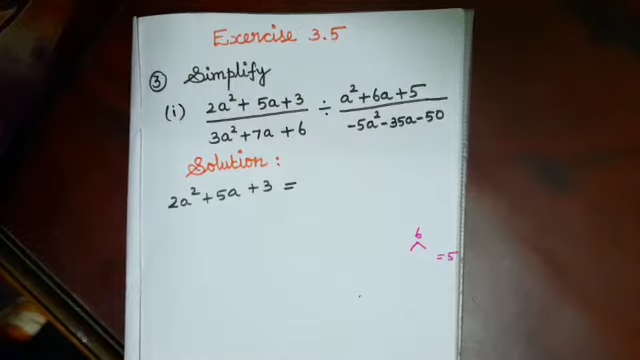 Exercise 3.5
③ Simplify
(i) 2a² + 5a + 3 / 3a² + 7a + 6 ÷ a² + 6a + 5 / -5a² - 35a - 50
Solution :
2a² + 5a + 3 =
6
= 5